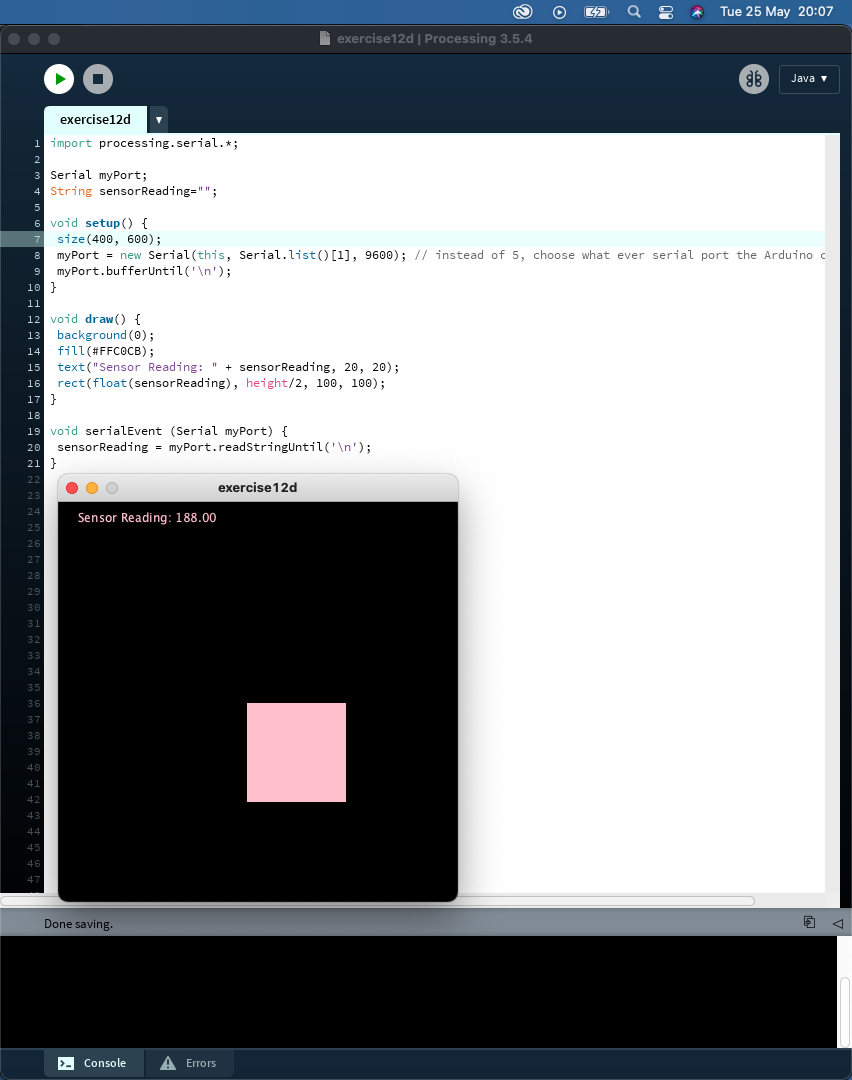 Tue 25 May 20:07
exercise12d | Processing 3.5.4
Java ▼
exercise12d ▼
1 import processing.serial.*;
2
3 Serial myPort;
4 String sensorReading="";
5
6 void setup() {
7 size(400, 600);
8 myPort = new Serial(this, Serial.list()[1], 9600); // instead of 5, choose what ever serial port the Arduino c
9 myPort.bufferUntil('\n');
10 }
11
12 void draw() {
13 background(0);
14 fill(#FFC0CB);
15 text("Sensor Reading: " + sensorReading, 20, 20);
16 rect(float(sensorReading), height/2, 100, 100);
17 }
18
19 void serialEvent (Serial myPort) {
20 sensorReading = myPort.readStringUntil('\n');
21 }
22
23
24
25
26
27
28
29
30
31
32
33
34
35
36
37
38
39
40
41
42
43
44
45
46
47
exercise12d
Sensor Reading: 188.00
Done saving.
Console
Errors